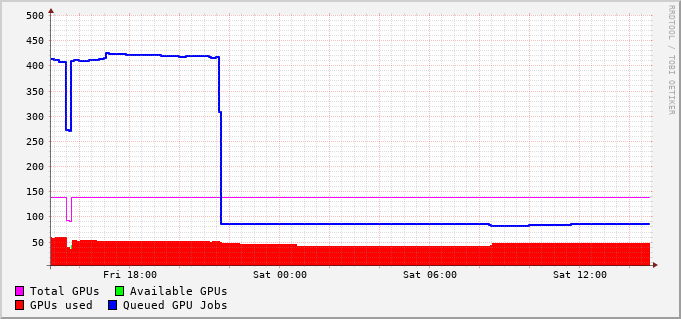 500
450
400
350
300
250
200
150
100
50
Fri 18:00 Sat 00:00 Sat 06:00 Sat 12:00
Total GPUs Available GPUs
GPUs used Queued GPU Jobs
RRDTOOL / TOBI OETIKER